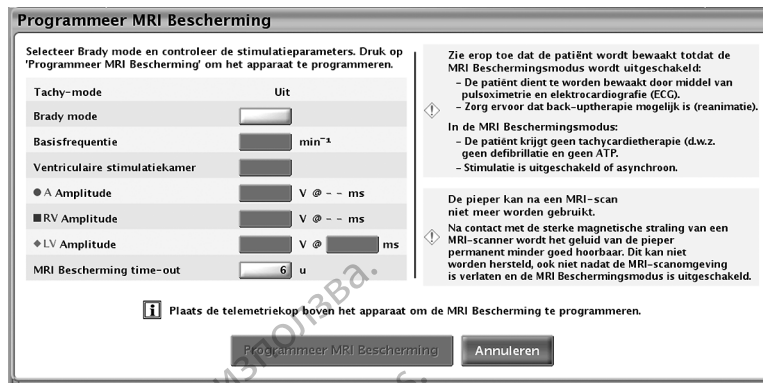 Programmeer MRI Bescherming
Selecteer Brady mode en controleer de stimulatieparameters. Druk op
'Programmeer MRI Bescherming' om het apparaat te programmeren.
Tachy-mode Uit
Brady mode
Basisfrequentie min⁻¹
Ventriculaire stimulatiekamer
A Amplitude V @ - - ms
RV Amplitude V @ - - ms
LV Amplitude V @ ms
MRI Bescherming time-out 6 u
Zie erop toe dat de patiënt wordt bewaakt totdat de
MRI Beschermingsmodus wordt uitgeschakeld:
- De patiënt dient te worden bewaakt door middel van
pulsoximetrie en elektrocardiografie (ECG).
- Zorg ervoor dat back-uptherapie mogelijk is (reanimatie).
In de MRI Beschermingsmodus:
- De patiënt krijgt geen tachycardietherapie (d.w.z.
geen defibrillatie en geen ATP.
- Stimulatie is uitgeschakeld of asynchroon.
De pieper kan na een MRI-scan
niet meer worden gebruikt.
Na contact met de sterke magnetische straling van een
MRI-scanner wordt het geluid van de pieper
permanent minder goed hoorbaar. Dit kan niet
worden hersteld, ook niet nadat de MRI-scanomgeving
is verlaten en de MRI Beschermingsmodus is uitgeschakeld.
Plaats de telemetriekop boven het apparaat om de MRI Bescherming te programmeren.
Programmeer MRI Bescherming
Annuleren